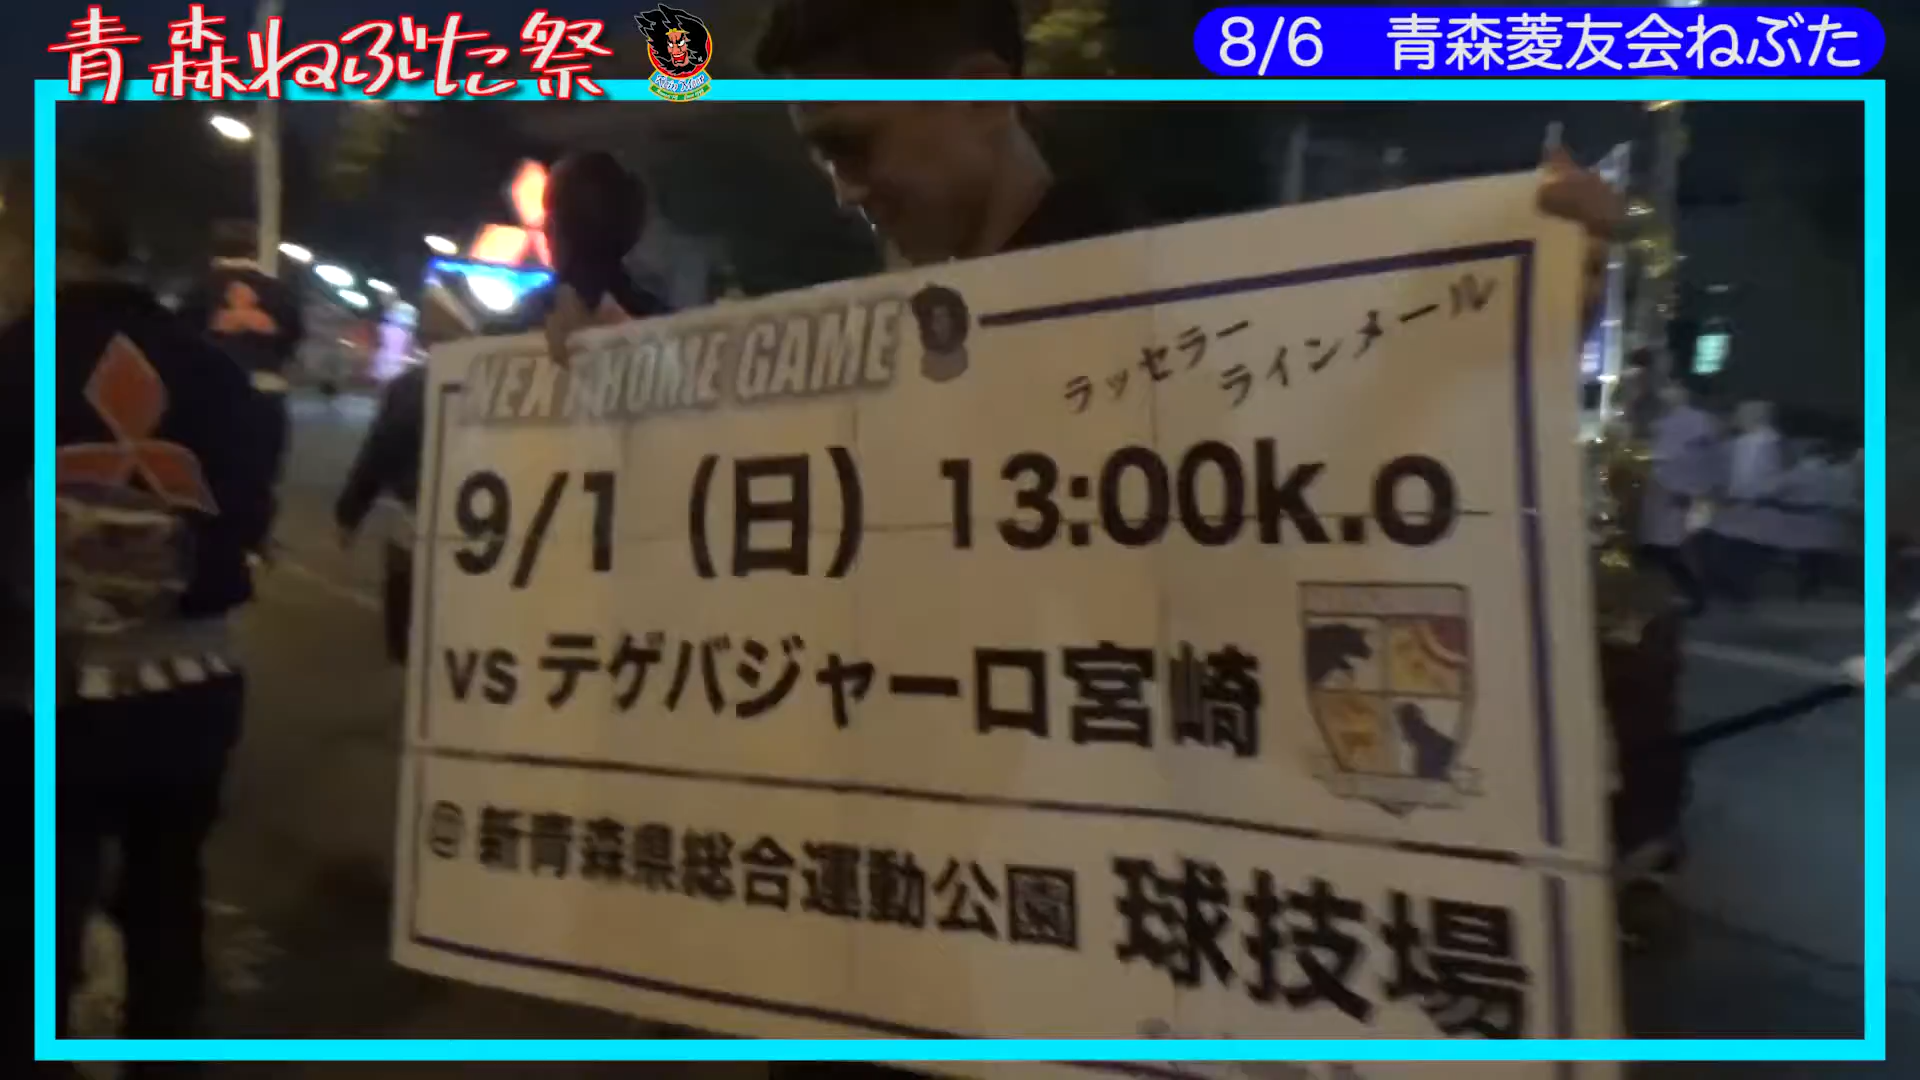 青森ねぶた祭
8/6 青森菱友会ねぶた
NEXT HOME GAME
ラッセラー
ラインメール
9/1（日）13:00k.o
vs テゲバジャーロ宮崎
@ 新青森県総合運動公園 球技場